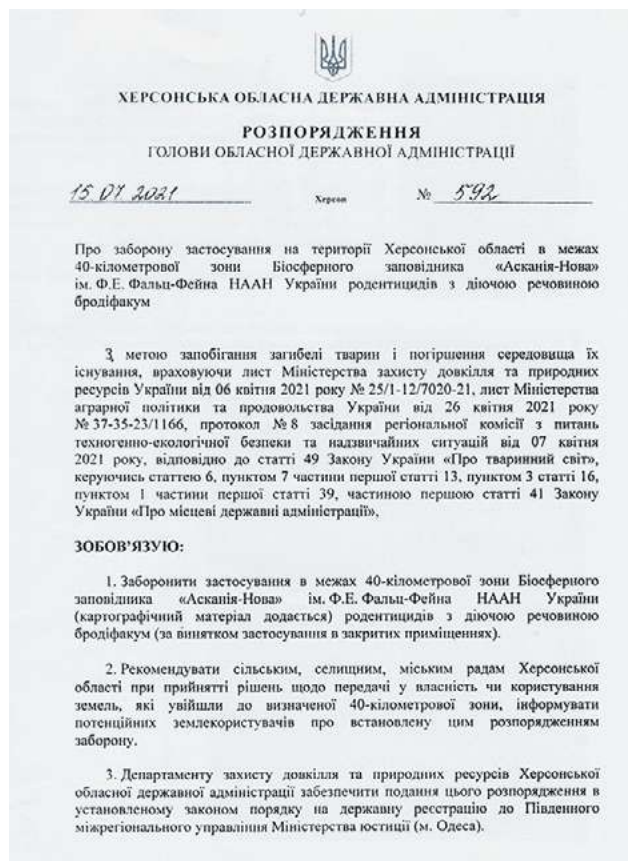 ХЕРСОНСЬКА ОБЛАСНА ДЕРЖАВНА АДМІНІСТРАЦІЯ
РОЗПОРЯДЖЕННЯ
ГОЛОВИ ОБЛАСНОЇ ДЕРЖАВНОЇ АДМІНІСТРАЦІЇ
15.07.2021 Херсон № 592
Про заборону застосування на території Херсонської області в межах
40-кілометрової зони Біосферного заповідника «Асканія-Нова»
ім. Ф.Е. Фальц-Фейна НААН України родентицидів з діючою речовиною
бродіфакум
З метою запобігання загибелі тварин і погіршення середовища їх
існування, враховуючи лист Міністерства захисту довкілля та природних
ресурсів України від 06 квітня 2021 року № 25/1-12/7020-21, лист Міністерства
аграрної політики та продовольства України від 26 квітня 2021 року
№ 37-35-23/1166, протокол № 8 засідання регіональної комісії з питань
техногенно-екологічної безпеки та надзвичайних ситуацій від 07 квітня
2021 року, відповідно до статті 49 Закону України «Про тваринний світ»,
керуючись статтею 6, пунктом 7 частини першої статті 13, пунктом 3 статті 16,
пунктом 1 частини першої статті 39, частиною першою статті 41 Закону
України «Про місцеві державні адміністрації»,
ЗОБОВ’ЯЗУЮ:
1. Заборонити застосування в межах 40-кілометрової зони Біосферного
заповідника «Асканія-Нова» ім. Ф.Е. Фальц-Фейна НААН України
(картографічний матеріал додається) родентицидів з діючою речовиною
бродіфакум (за винятком застосування в закритих приміщеннях).
2. Рекомендувати сільським, селищним, міським радам Херсонської
області при прийнятті рішень щодо передачі у власність чи користування
земель, які увійшли до визначеної 40-кілометрової зони, інформувати
потенційних землекористувачів про встановлену цим розпорядженням
заборону.
3. Департаменту захисту довкілля та природних ресурсів Херсонської
обласної державної адміністрації забезпечити подання цього розпорядження в
установленому законом порядку на державну реєстрацію до Південного
міжрегіонального управління Міністерства юстиції (м. Одеса).